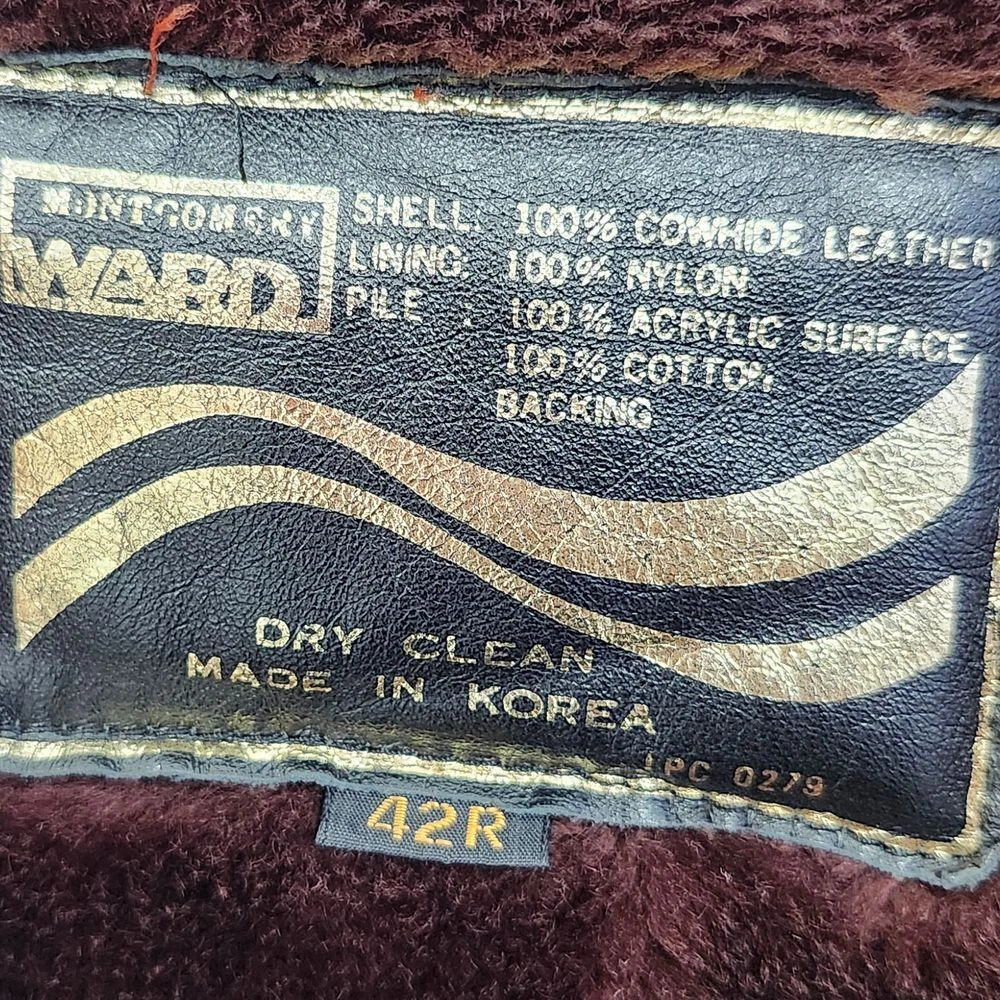 MONTGOMERY
WARD
SHELL: 100% COWHIDE LEATHER
LINING: 100% NYLON
PILE : 100% ACRYLIC SURFACE
100% COTTON
BACKING
DRY CLEAN
MADE IN KOREA
LPC 0279
42R